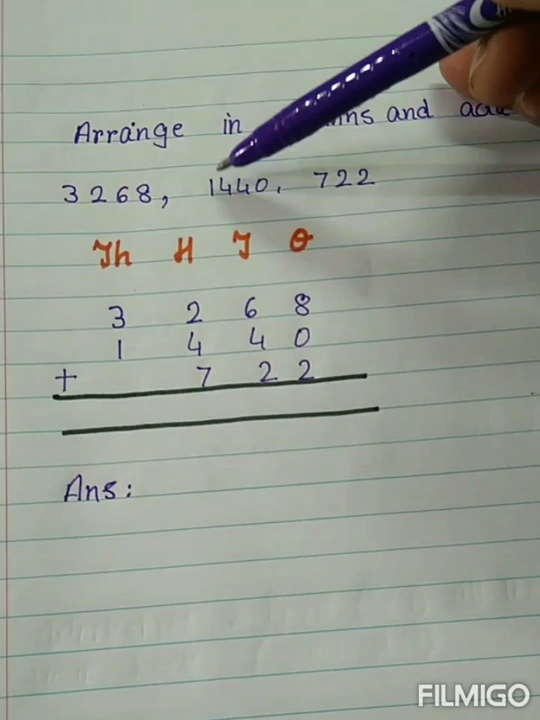 Arrange in and add
3268, 1440, 722
Th H T O
3 2 6 8
1 4 4 0
+ 7 2 2
Ans:
FILMIGO